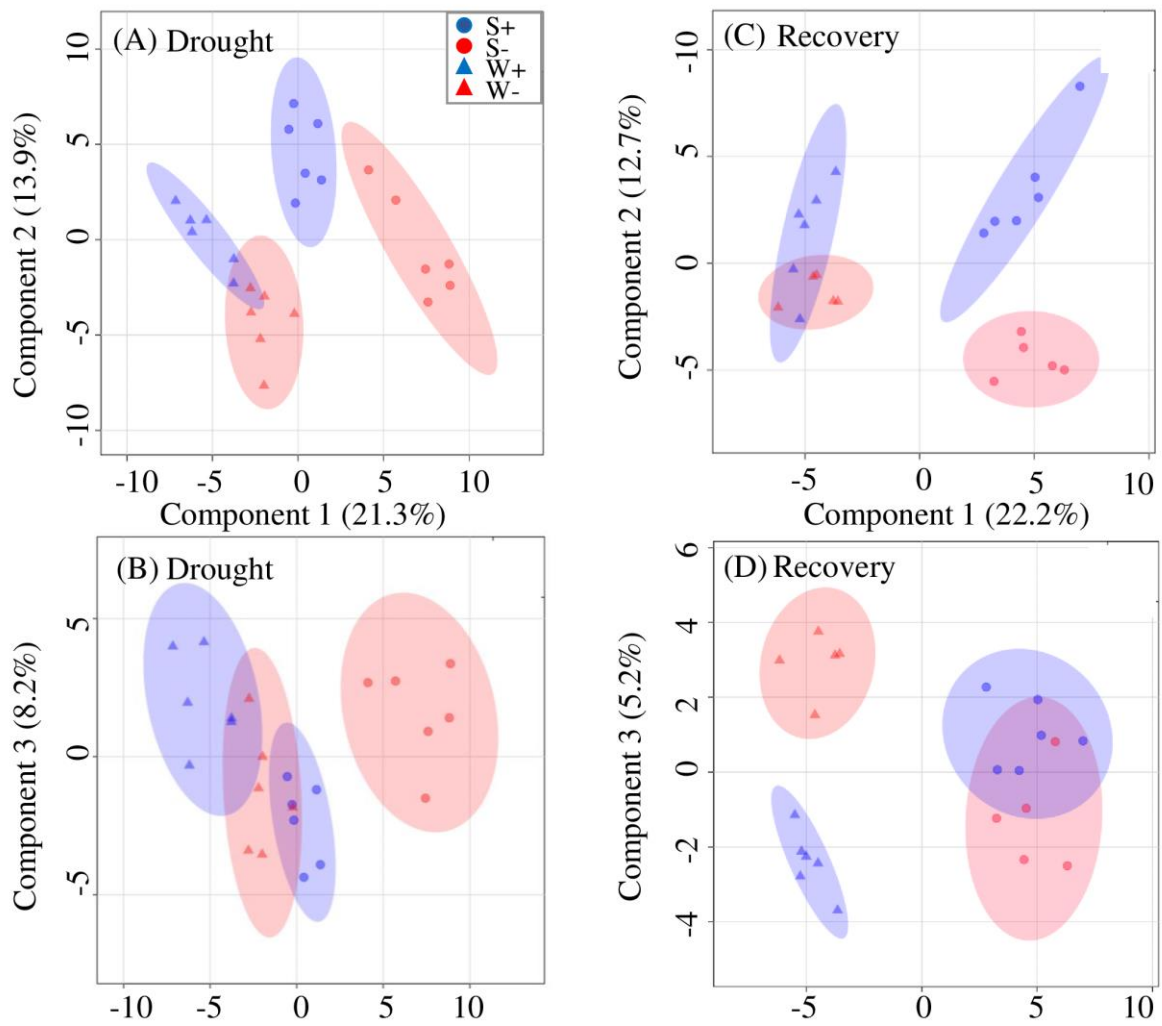 (A) Drought
S+
S-
W+
W-
Component 2 (13.9%)
10
5
0
-5
-10
-10 -5 0 5 10
Component 1 (21.3%)
(B) Drought
Component 3 (8.2%)
5
0
-5
-10 -5 0 5 10
(C) Recovery
Component 2 (12.7%)
-10
5
0
-5
-5 0 5 10
Component 1 (22.2%)
(D) Recovery
Component 3 (5.2%)
6
4
2
0
-2
-4
-5 0 5 10